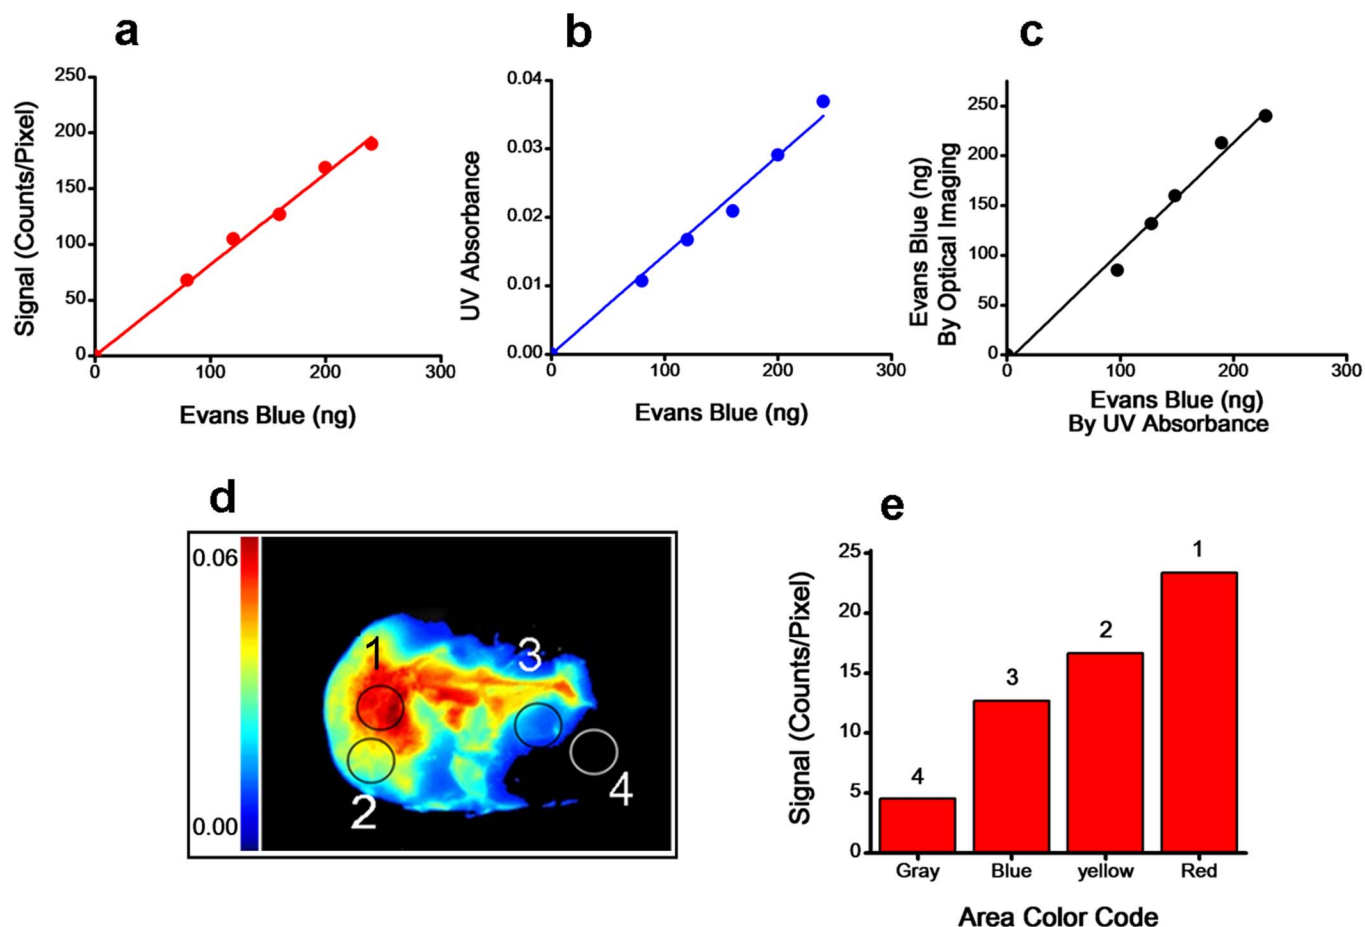 a
b
c
250
200
150
100
50
0
0 100 200 300
Signal (Counts/Pixel)
Evans Blue (ng)
0.04
0.03
0.02
0.01
0.00
0 100 200 300
UV Absorbance
Evans Blue (ng)
250
200
150
100
50
0
0 100 200 300
Evans Blue (ng)
By Optical Imaging
Evans Blue (ng)
By UV Absorbance
d
0.06
0.00
1
3
2
4
e
25
20
15
10
5
0
Signal (Counts/Pixel)
4
3
2
1
Gray Blue yellow Red
Area Color Code